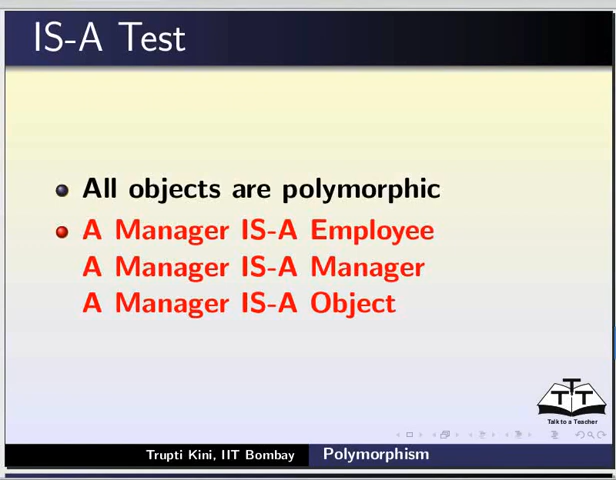 IS-A Test
All objects are polymorphic
A Manager IS-A Employee
A Manager IS-A Manager
A Manager IS-A Object
TTT
Talk to a Teacher
Trupti Kini, IIT Bombay
Polymorphism